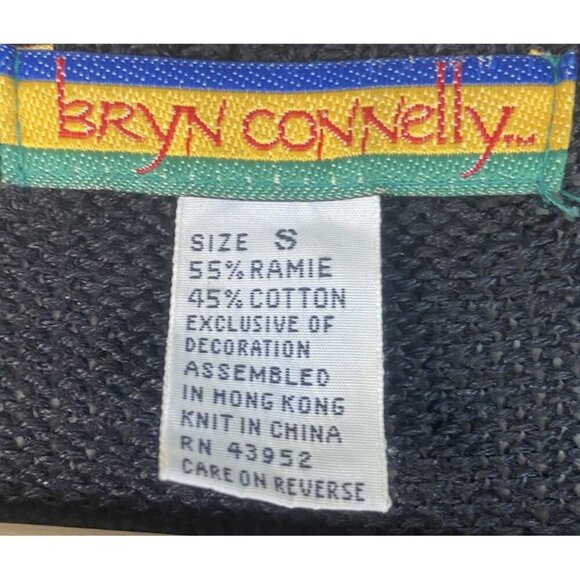 BRYN CONNelly™
SIZE S
55% RAMIE
45% COTTON
EXCLUSIVE OF
DECORATION
ASSEMBLED
IN HONG KONG
KNIT IN CHINA
RN 43952
CARE ON REVERSE